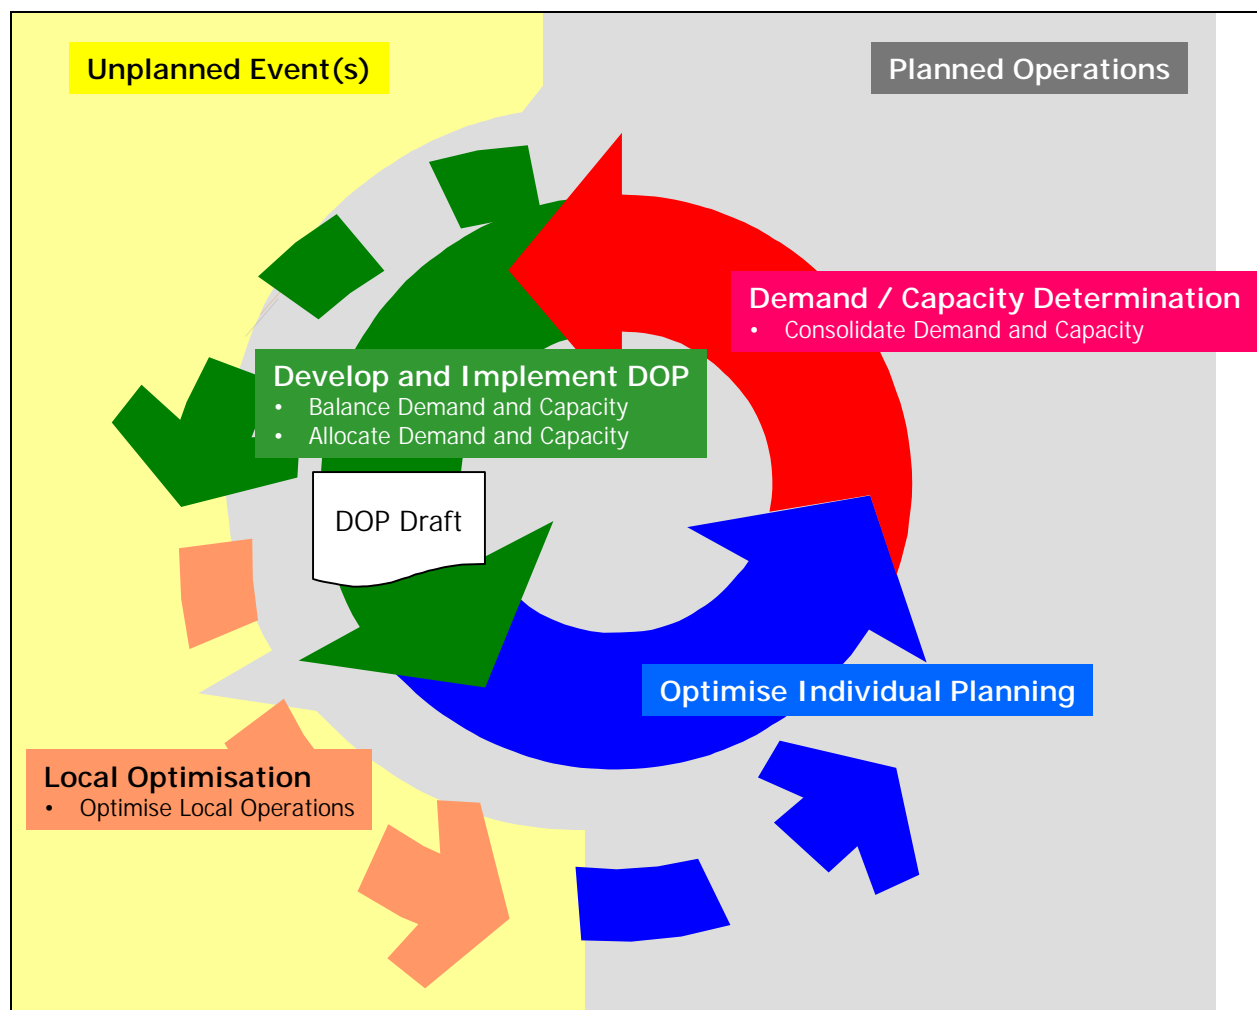 Unplanned Event(s)
Planned Operations
Demand / Capacity Determination
• Consolidate Demand and Capacity
Develop and Implement DOP
• Balance Demand and Capacity
• Allocate Demand and Capacity
DOP Draft
Optimise Individual Planning
Local Optimisation
• Optimise Local Operations